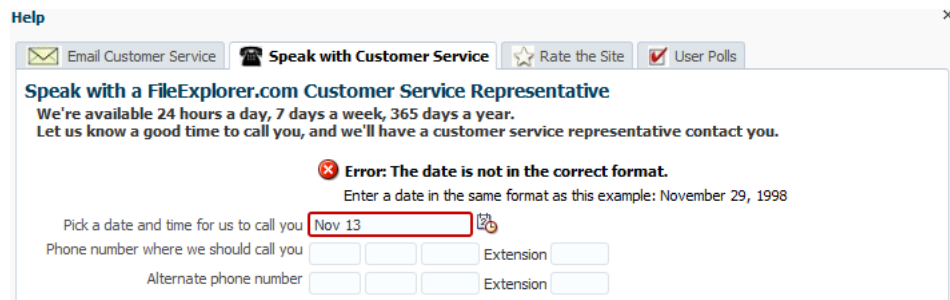 Help
Email Customer Service Speak with Customer Service Rate the Site User Polls
Speak with a FileExplorer.com Customer Service Representative
We're available 24 hours a day, 7 days a week, 365 days a year.
Let us know a good time to call you, and we'll have a customer service representative contact you.
Error: The date is not in the correct format.
Enter a date in the same format as this example: November 29, 1998
Pick a date and time for us to call you Nov 13
Phone number where we should call you Extension
Alternate phone number Extension